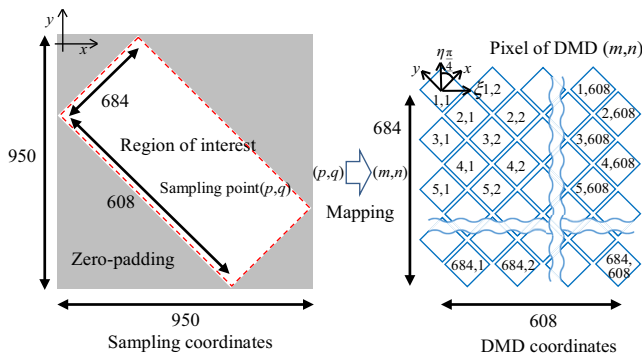 y
x
684
950
Region of interest
Sampling point(p,q)
608
Zero-padding
950
Sampling coordinates
(p,q)
(m,n)
Mapping
Pixel of DMD (m,n)
η
π
4
y
x
ξ
1,1
1,2
1,608
2,1
2,2
2,608
684
3,1
3,2
3,608
4,1
4,2
4,608
5,1
5,2
5,608
684,1
684,2
684,
608
608
DMD coordinates